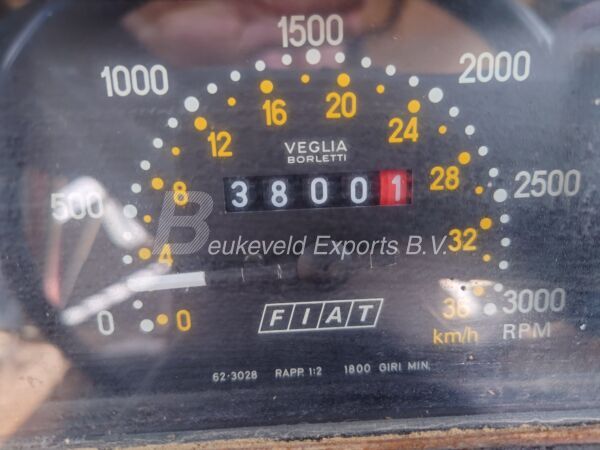 1500
1000 2000
16 20
12 24
VEGLIA
BORLETTI
8 28
38001
500 2500
Beukeveld Exports B.V.
4 32
0 0 36 3000
FIAT
km/h RPM
62-3028 RAPP. 1:2 1800 GIRI MIN.